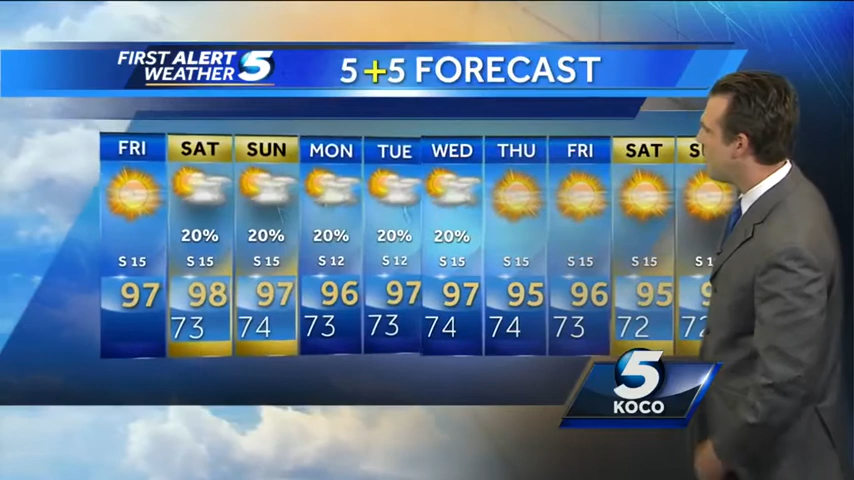 FIRST ALERT
WEATHER 5
5+5 FORECAST
FRI SAT SUN MON TUE WED THU FRI SAT
20% 20% 20% 20% 20%
S 15 S 15 S 15 S 12 S 12 S 15 S 15 S 15 S 15 S 15
97 98 97 96 97 97 95 96 95
73 74 73 73 74 74 73 72 72
5
KOCO